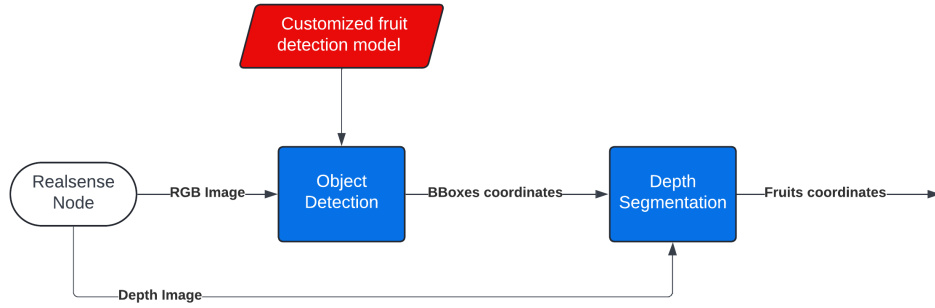 Customized fruit
detection model
Realsense
Node
RGB Image
Object
Detection
BBoxes coordinates
Depth
Segmentation
Fruits coordinates
Depth Image